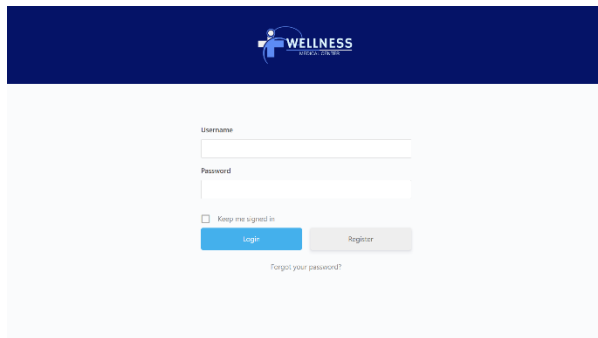 WELLNESS
MEDICAL CENTER
Username
Password
Keep me signed in
Login
Register
Forgot your password?